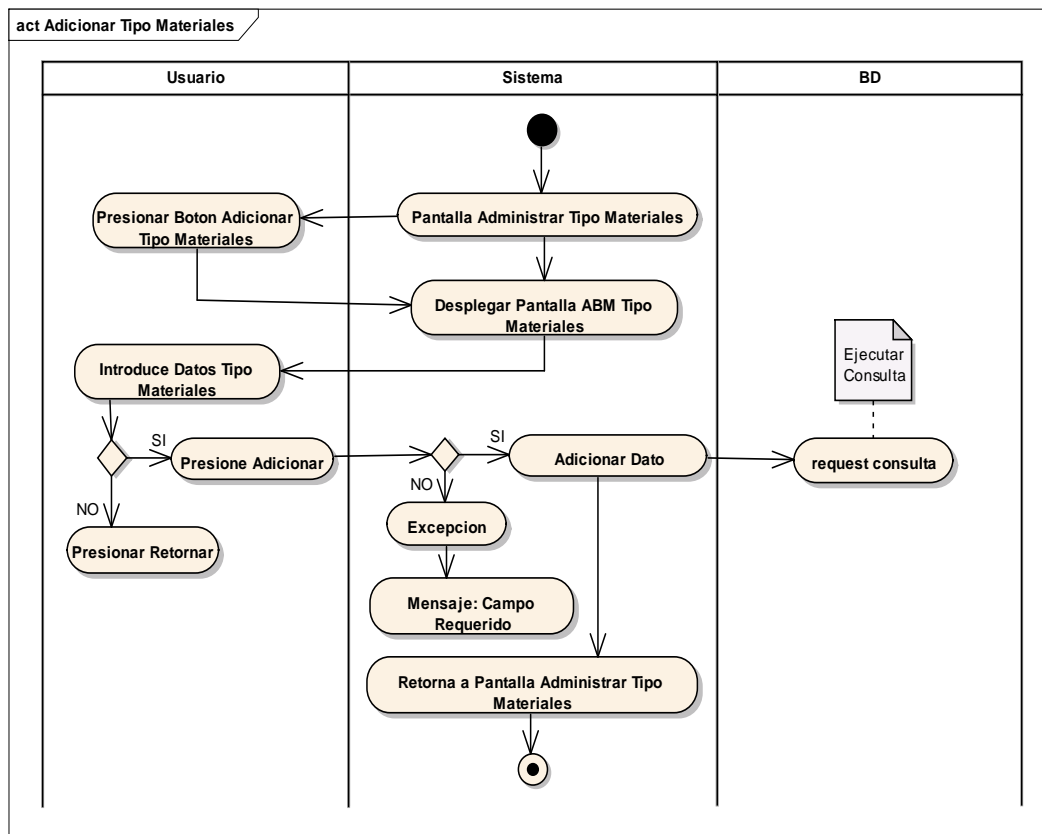 act Adicionar Tipo Materiales
Usuario
Sistema
BD
Presionar Boton Adicionar
Tipo Materiales
Pantalla Administrar Tipo Materiales
Desplegar Pantalla ABM Tipo
Materiales
Introduce Datos Tipo
Materiales
Ejecutar
Consulta
SI
Presione Adicionar
SI
Adicionar Dato
request consulta
NO
Presionar Retornar
NO
Excepcion
Mensaje: Campo
Requerido
Retorna a Pantalla Administrar Tipo
Materiales